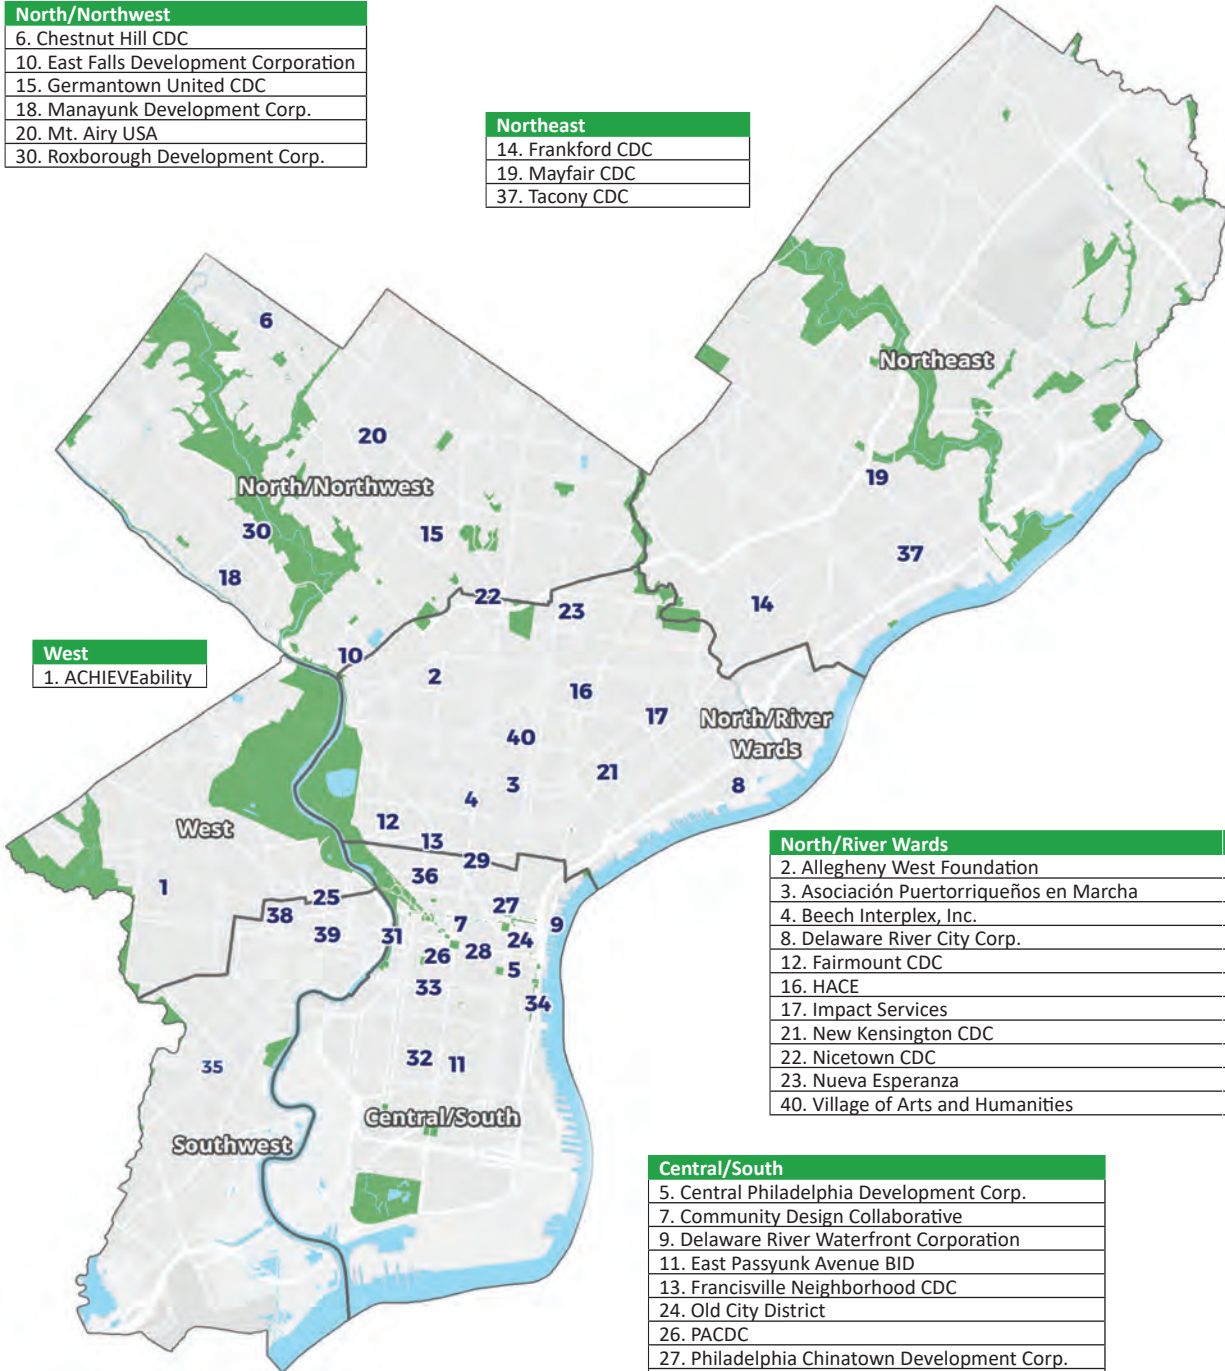 North/Northwest
6. Chestnut Hill CDC
10. East Falls Development Corporation
15. Germantown United CDC
18. Manayunk Development Corp.
20. Mt. Airy USA
30. Roxborough Development Corp.
Northeast
14. Frankford CDC
19. Mayfair CDC
37. Tacony CDC
6
Northeast
20
North/Northwest
19
30
15
37
18
22
23
14
West
1. ACHIEVEability
10
2
16
17
North/River
Wards
40
21
3
8
4
12
West
13
29
36
1
25
27
38
39
31
7
9
24
28
26
5
33
34
32
11
35
Central/South
Southwest
North/River Wards
2. Allegheny West Foundation
3. Asociación Puertorriqueños en Marcha
4. Beech Interplex, Inc.
8. Delaware River City Corp.
12. Fairmount CDC
16. HACE
17. Impact Services
21. New Kensington CDC
22. Nicetown CDC
23. Nueva Esperanza
40. Village of Arts and Humanities
Central/South
5. Central Philadelphia Development Corp.
7. Community Design Collaborative
9. Delaware River Waterfront Corporation
11. East Passyunk Avenue BID
13. Francisville Neighborhood CDC
24. Old City District
26. PACDC
27. Philadelphia Chinatown Development Corp.